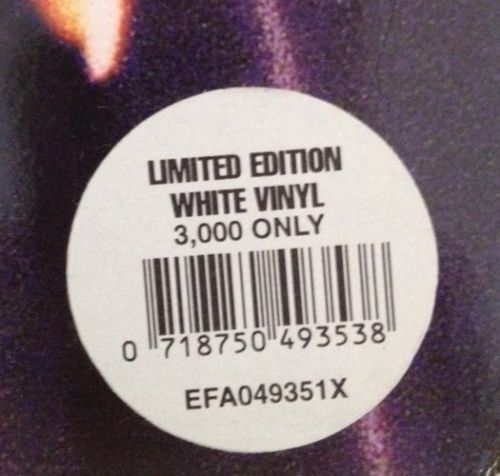 LIMITED EDITION
WHITE VINYL
3,000 ONLY
0 718750 493538
EFA049351X